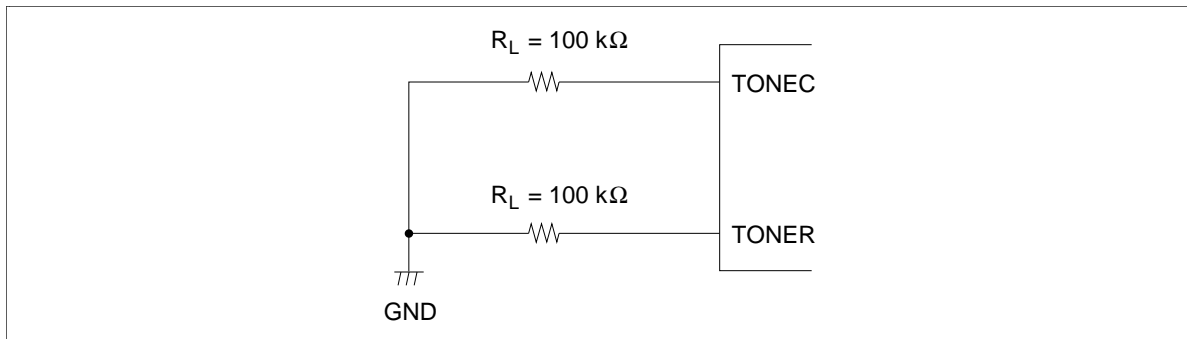 R_L = 100 kΩ
TONEC
R_L = 100 kΩ
TONER
GND